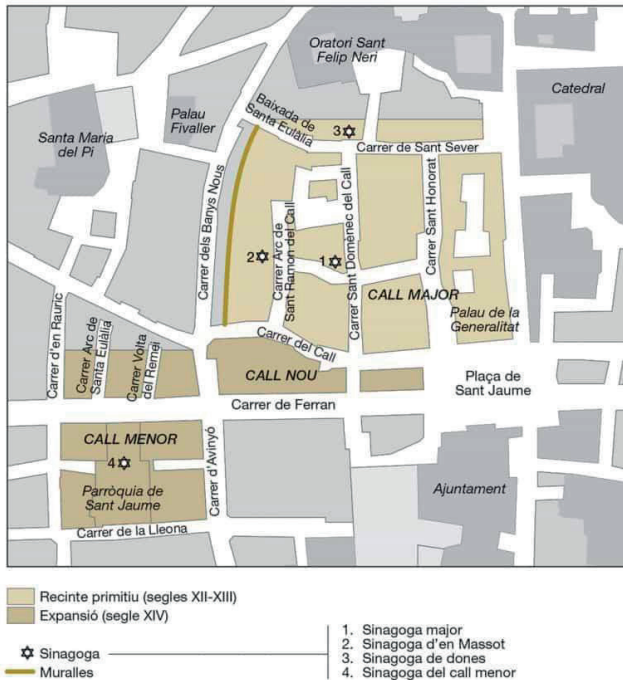 Oratori Sant
Felip Neri
Catedral
Palau
Fivaller
Baixada de
Santa Eulàlia
3
Santa Maria
del Pi
Carrer de Sant Sever
Carrer dels Banys Nous
Carrer Arc de
Sant Ramon del Call
Carrer Sant Domènec del Call
Carrer Sant Honorat
2
1
CALL MAJOR
Palau de la
Generalitat
Carrer d'en Rauric
Carrer Arc de
Santa Eulàlia
Carrer Volta
del Remei
Carrer del Call
CALL NOU
Plaça de
Sant Jaume
Carrer de Ferran
CALL MENOR
Carrer d'Avinyó
4
Parròquia de
Sant Jaume
Ajuntament
Carrer de la Lleona
Recinte primitiu (segles XII-XIII)
Expansió (segle XIV)
Sinagoga
Muralles
1. Sinagoga major
2. Sinagoga d'en Massot
3. Sinagoga de dones
4. Sinagoga del call menor